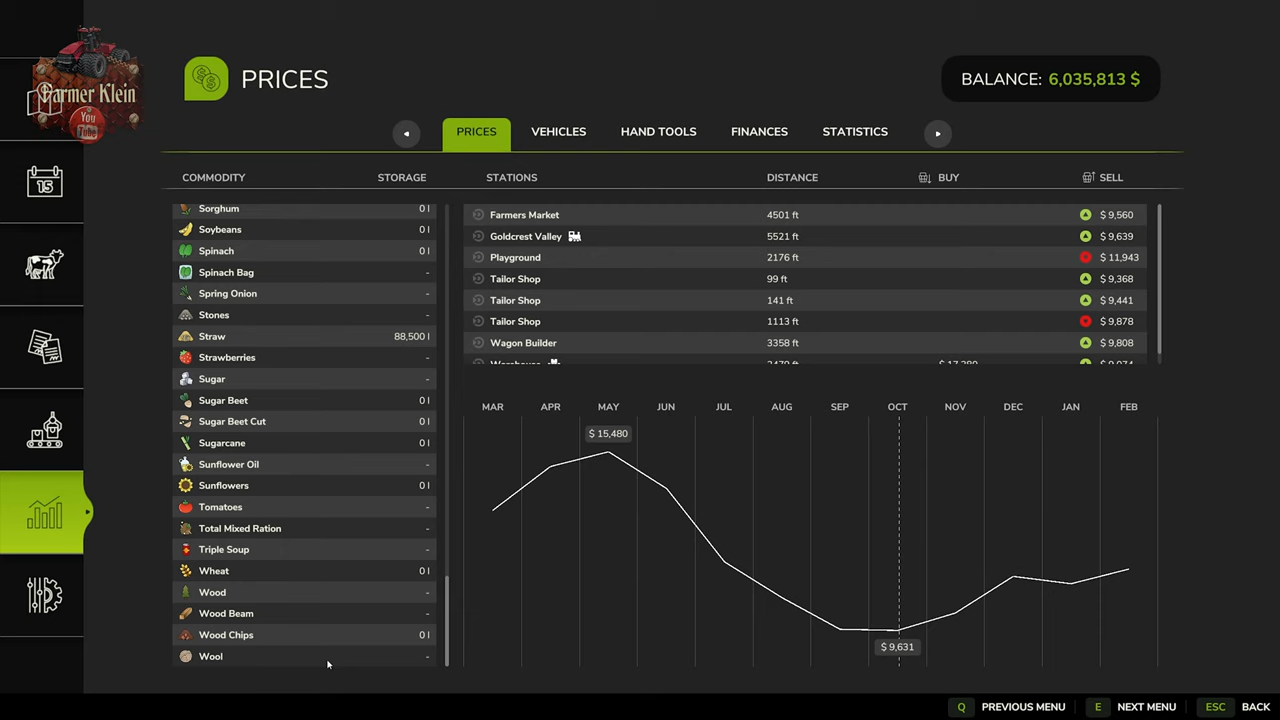 Farmer Klein
You
Tube
PRICES
BALANCE: 6,035,813 $
PRICES VEHICLES HAND TOOLS FINANCES STATISTICS
15
COMMODITY STORAGE STATIONS DISTANCE BUY SELL
Sorghum 0 l
Soybeans 0 l
Spinach 0 l
Spinach Bag -
Spring Onion -
Stones -
Straw 88,500 l
Strawberries -
Sugar -
Sugar Beet 0 l
Sugar Beet Cut 0 l
Sugarcane 0 l
Sunflower Oil -
Sunflowers 0 l
Tomatoes -
Total Mixed Ration -
Triple Soup -
Wheat 0 l
Wood -
Wood Beam -
Wood Chips 0 l
Wool -
Farmers Market 4501 ft $ 9,560
Goldcrest Valley 5521 ft $ 9,639
Playground 2176 ft $ 11,943
Tailor Shop 99 ft $ 9,368
Tailor Shop 141 ft $ 9,441
Tailor Shop 1113 ft $ 9,878
Wagon Builder 3358 ft $ 9,808
MAR APR MAY JUN JUL AUG SEP OCT NOV DEC JAN FEB
$ 15,480
$ 9,631
Q PREVIOUS MENU E NEXT MENU ESC BACK